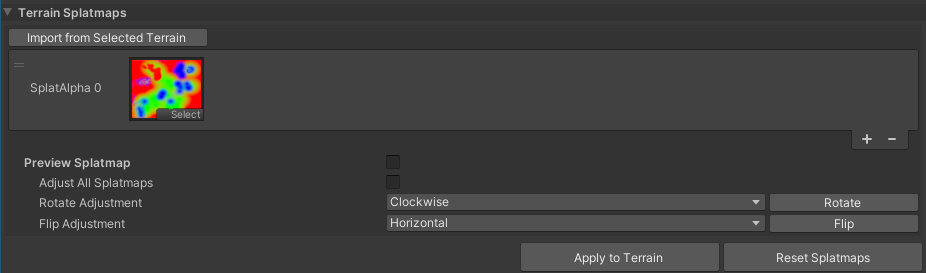 Terrain Splatmaps
Import from Selected Terrain
SplatAlpha 0
Select
+ −
Preview Splatmap
Adjust All Splatmaps
Rotate Adjustment Clockwise Rotate
Flip Adjustment Horizontal Flip
Apply to Terrain Reset Splatmaps